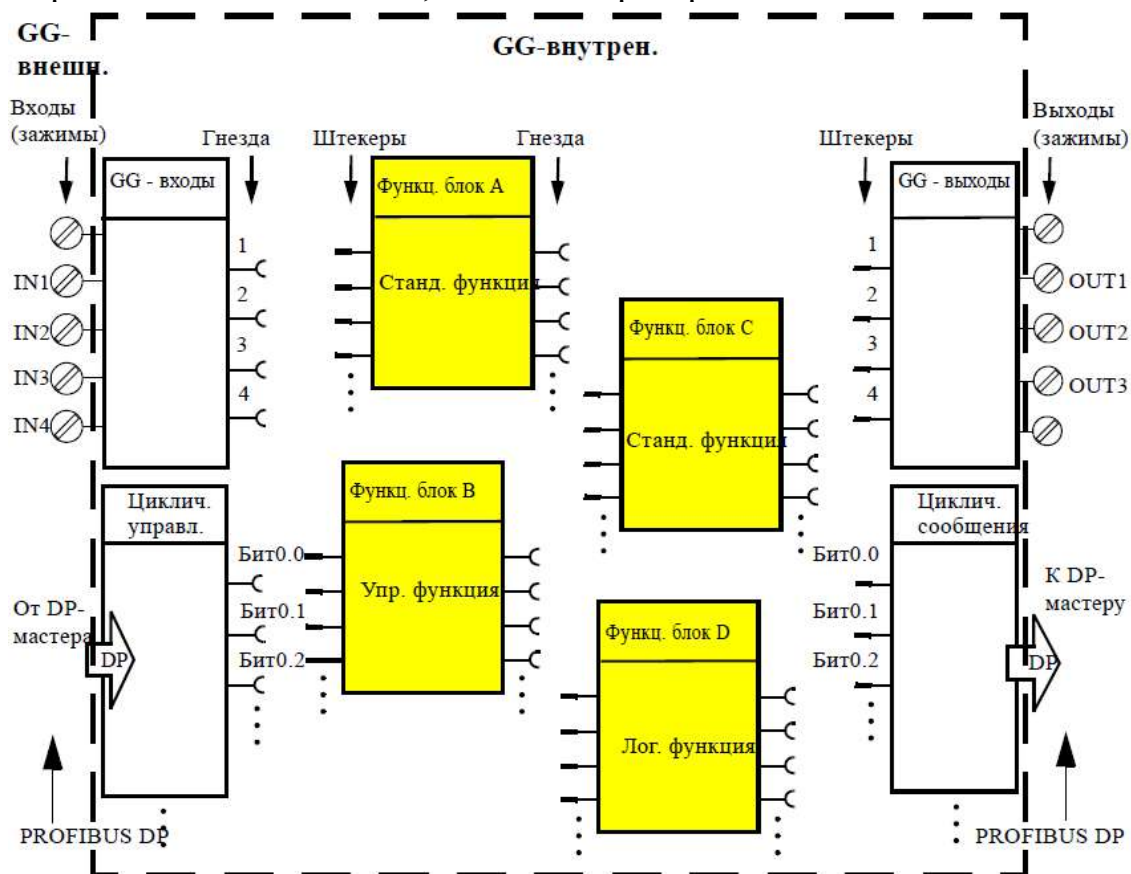 GG-
внешн.
GG-внутрен.
Входы
(зажимы)
Гнезда
Штекеры
Гнезда
Штекеры
Выходы
(зажимы)
GG - входы
Функц. блок A
GG - выходы
1
2
3
4
IN1
IN2
IN3
IN4
Станд. функция
Функц. блок C
Станд. функция
1
2
3
4
OUT1
OUT2
OUT3
Циклич.
управл.
Функц. блок B
Циклич.
сообщения
Бит0.0
Бит0.1
Бит0.2
Упр. функция
Бит0.0
Бит0.1
Бит0.2
От DP-
мастера
DP
Функц. блок D
Лог. функция
К DP-
мастеру
DP
PROFIBUS DP
PROFIBUS DP